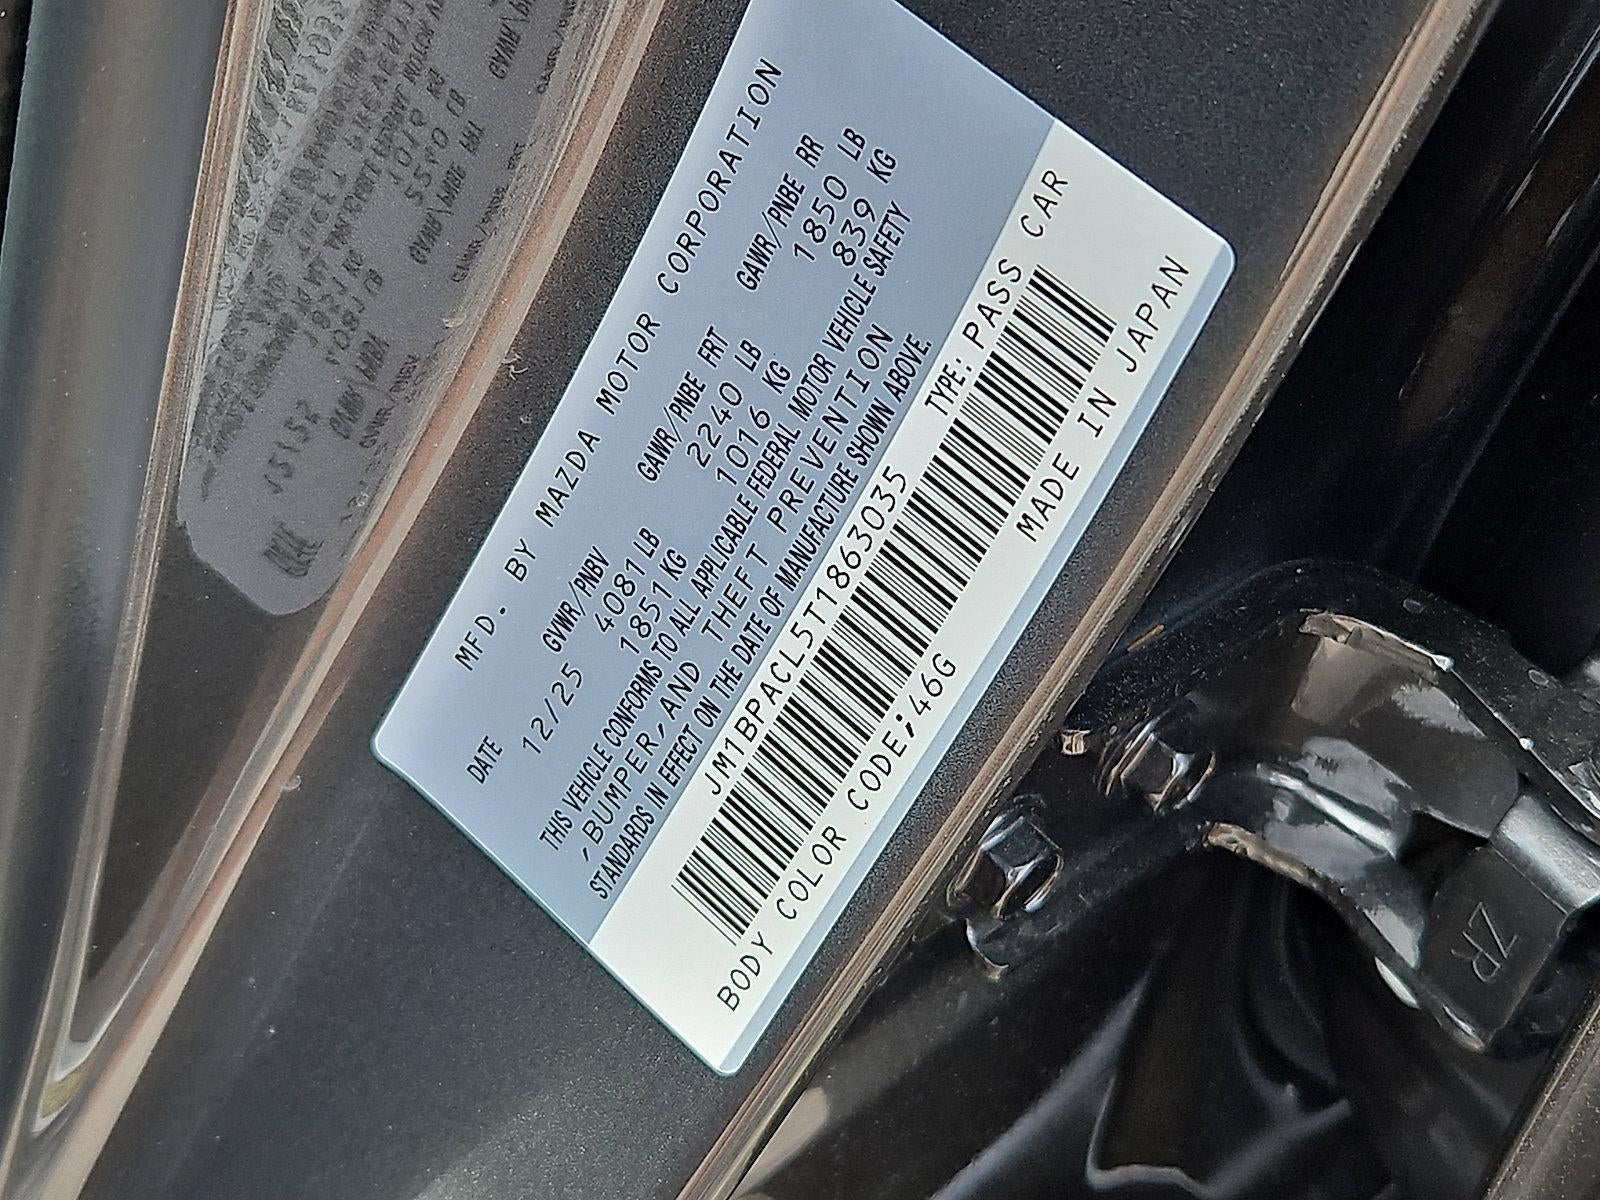 MFD. BY MAZDA MOTOR CORPORATION
DATE GVWR/PNBV GAWR/PNBE FRT GAWR/PNBE RR
12/25 4081 LB 2240 LB 1850 LB
1851 KG 1016 KG 839 KG
THIS VEHICLE CONFORMS TO ALL APPLICABLE FEDERAL MOTOR VEHICLE SAFETY
,BUMPER,AND THEFT PREVENTION
STANDARDS IN EFFECT ON THE DATE OF MANUFACTURE SHOWN ABOVE.
JM1BPACL5T1863035 TYPE: PASS CAR
BODY COLOR CODE;46G MADE IN JAPAN
ZR